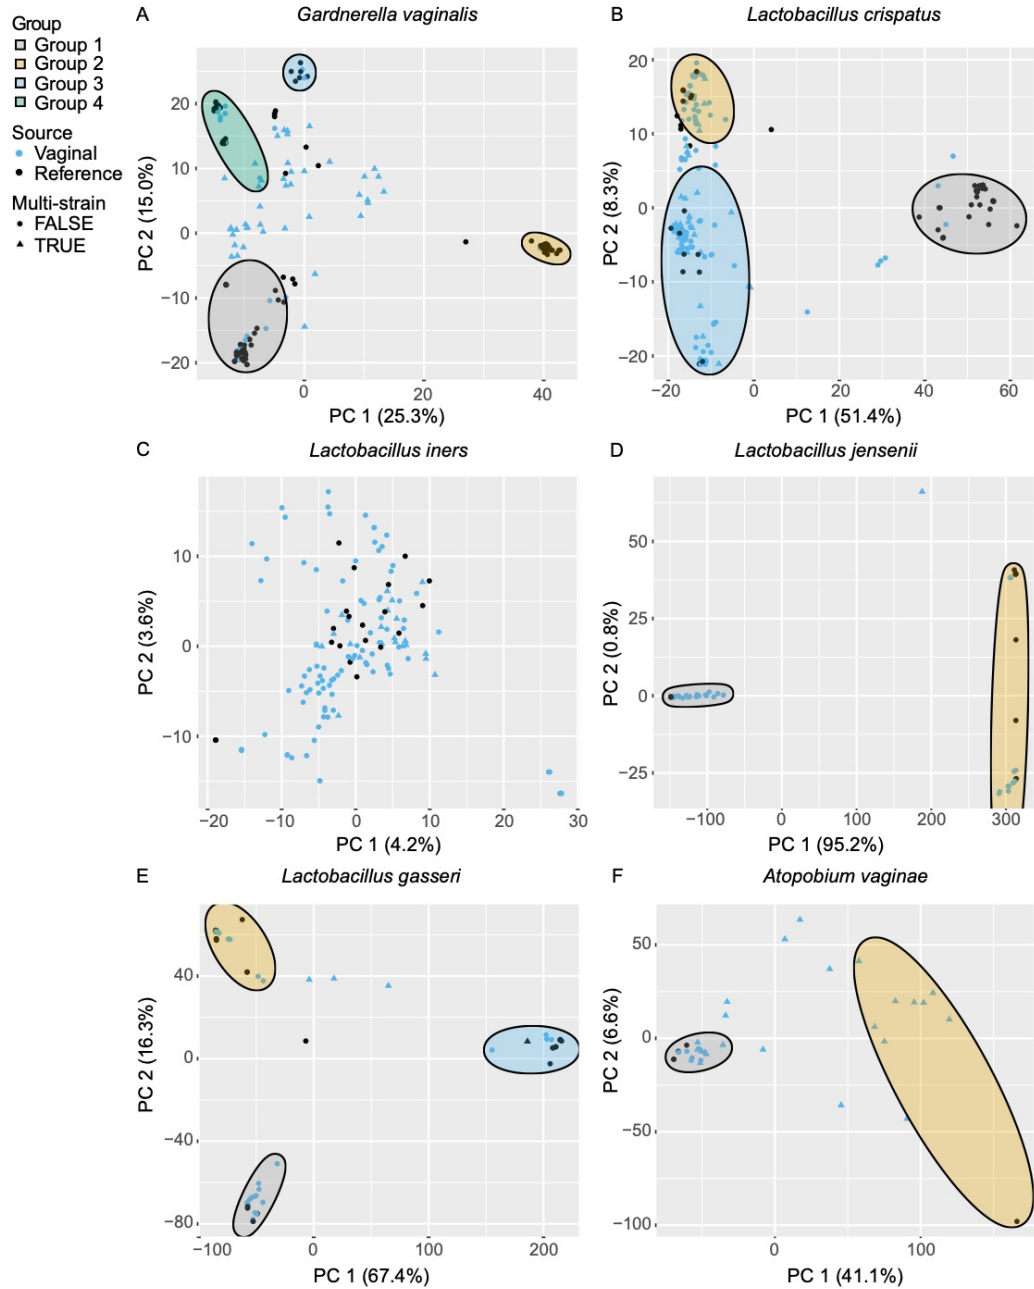 Group
Group 1
Group 2
Group 3
Group 4
Source
Vaginal
Reference
Multi-strain
FALSE
TRUE
A
Gardnerella vaginalis
PC 2 (15.0%)
20
10
0
−10
−20
0
20
40
PC 1 (25.3%)
B
Lactobacillus crispatus
PC 2 (8.3%)
20
10
0
−10
−20
−20
0
20
40
60
PC 1 (51.4%)
C
Lactobacillus iners
PC 2 (3.6%)
10
0
−10
−20
−10
0
10
20
30
PC 1 (4.2%)
D
Lactobacillus jensenii
PC 2 (0.8%)
50
25
0
−25
−100
0
100
200
300
PC 1 (95.2%)
E
Lactobacillus gasseri
PC 2 (16.3%)
40
0
−40
−80
−100
0
100
200
PC 1 (67.4%)
F
Atopobium vaginae
PC 2 (6.6%)
50
0
−50
−100
0
100
PC 1 (41.1%)